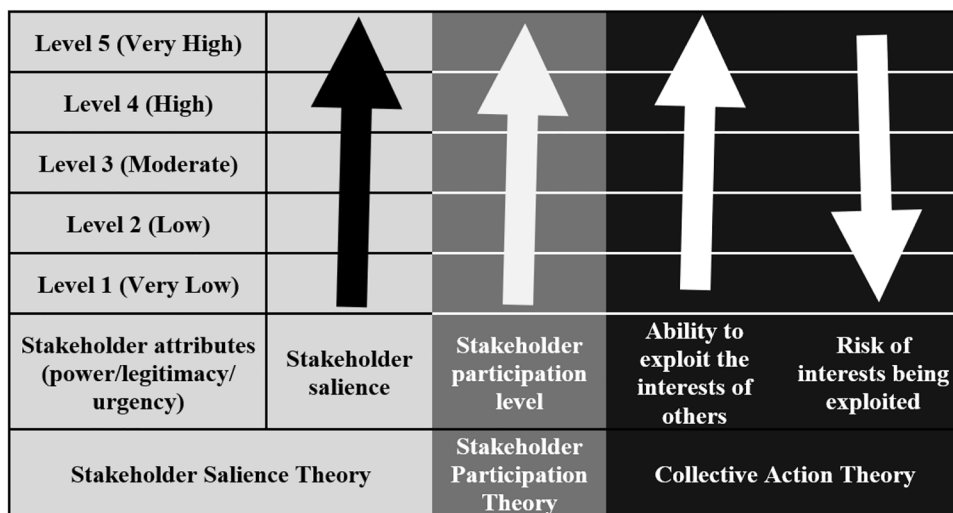 Level 5 (Very High)
Level 4 (High)
Level 3 (Moderate)
Level 2 (Low)
Level 1 (Very Low)
Stakeholder attributes
(power/legitimacy/
urgency)
Stakeholder
salience
Stakeholder
participation
level
Ability to
exploit the
interests of
others
Risk of
interests being
exploited
Stakeholder Salience Theory
Stakeholder
Participation
Theory
Collective Action Theory